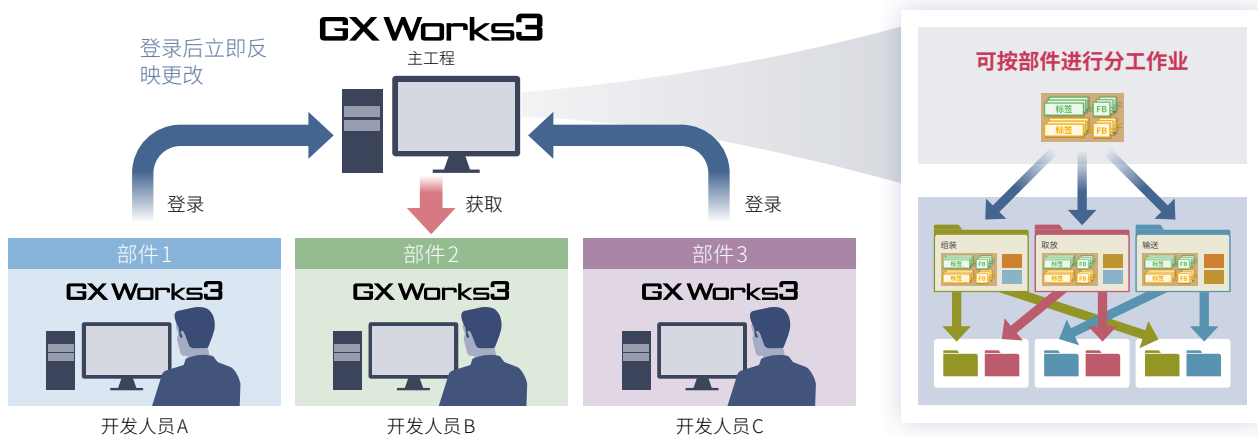 GX Works3
主工程
登录后立即反
映更改
登录
获取
登录
部件1
部件2
部件3
GX Works3
GX Works3
GX Works3
开发人员A
开发人员B
开发人员C
可按部件进行分工作业
标签
FB
标签
FB
组装
取放
输送
标签
FB
标签
FB
标签
FB
标签
FB
标签
FB
标签
FB